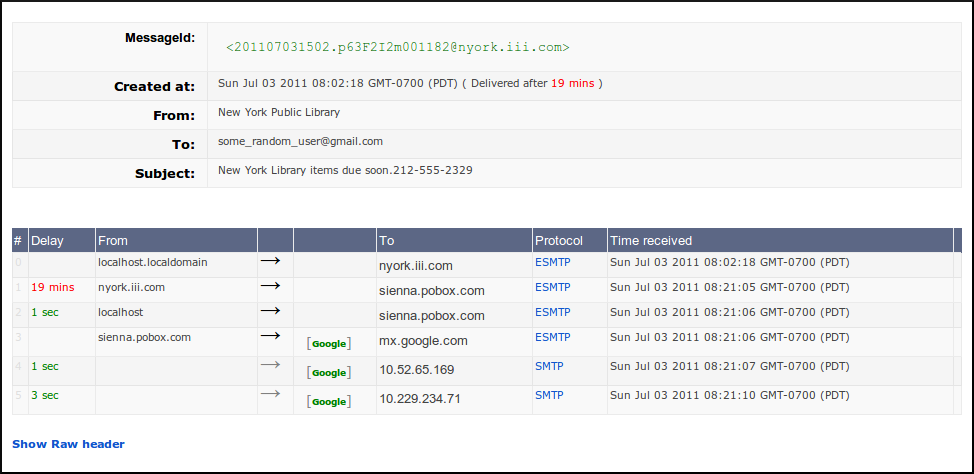 MessageId: <201107031502.p63F2I2m001182@nyork.iii.com>
Created at: Sun Jul 03 2011 08:02:18 GMT-0700 (PDT) ( Delivered after 19 mins )
From: New York Public Library
To: some_random_user@gmail.com
Subject: New York Library items due soon.212-555-2329
# Delay From To Protocol Time received
0 localhost.localdomain → nyork.iii.com ESMTP Sun Jul 03 2011 08:02:18 GMT-0700 (PDT)
1 19 mins nyork.iii.com → sienna.pobox.com ESMTP Sun Jul 03 2011 08:21:05 GMT-0700 (PDT)
2 1 sec localhost → sienna.pobox.com ESMTP Sun Jul 03 2011 08:21:06 GMT-0700 (PDT)
3 sienna.pobox.com → [Google] mx.google.com ESMTP Sun Jul 03 2011 08:21:06 GMT-0700 (PDT)
4 1 sec → [Google] 10.52.65.169 SMTP Sun Jul 03 2011 08:21:07 GMT-0700 (PDT)
5 3 sec → [Google] 10.229.234.71 SMTP Sun Jul 03 2011 08:21:10 GMT-0700 (PDT)
Show Raw header